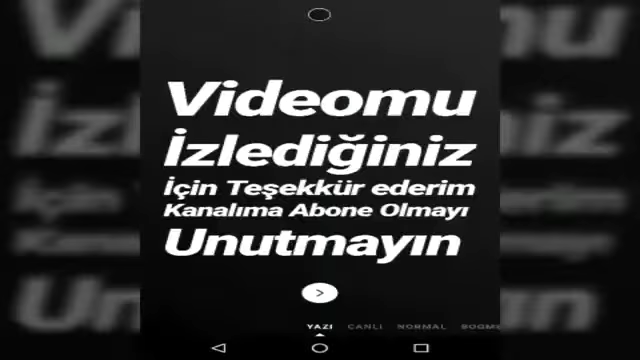 Videomu
İzlediğiniz
İçin Teşekkür ederim
Kanalıma Abone Olmayı
Unutmayın
YAZI CANLI NORMAL